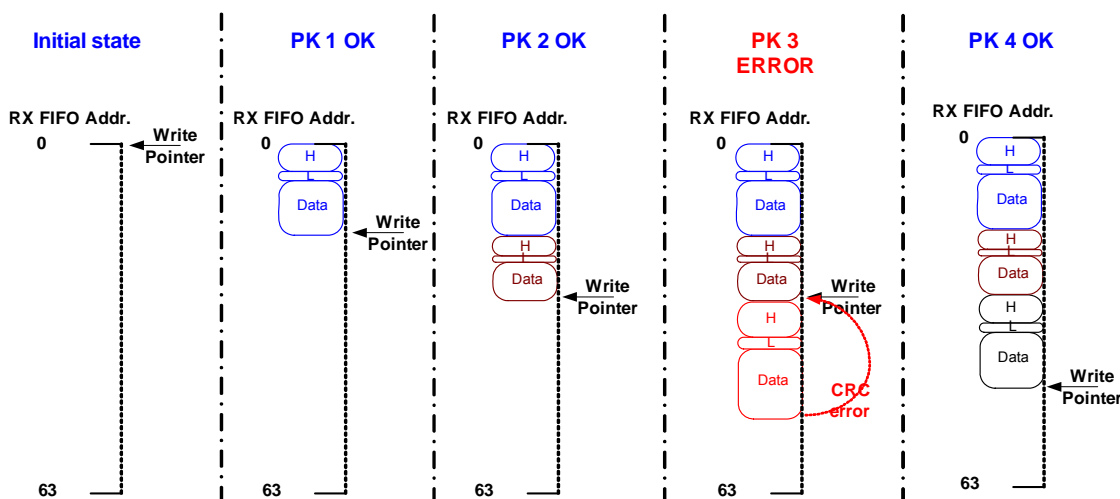 Initial state
RX FIFO Addr.
0
Write
Pointer
63
PK 1 OK
RX FIFO Addr.
0
H
L
Data
Write
Pointer
63
PK 2 OK
RX FIFO Addr.
0
H
L
Data
H
L
Data
Write
Pointer
63
PK 3
ERROR
RX FIFO Addr.
0
H
L
Data
H
L
Data
Write
Pointer
H
L
Data
CRC
error
63
PK 4 OK
RX FIFO Addr.
0
H
L
Data
H
L
Data
H
L
Data
Write
Pointer
63